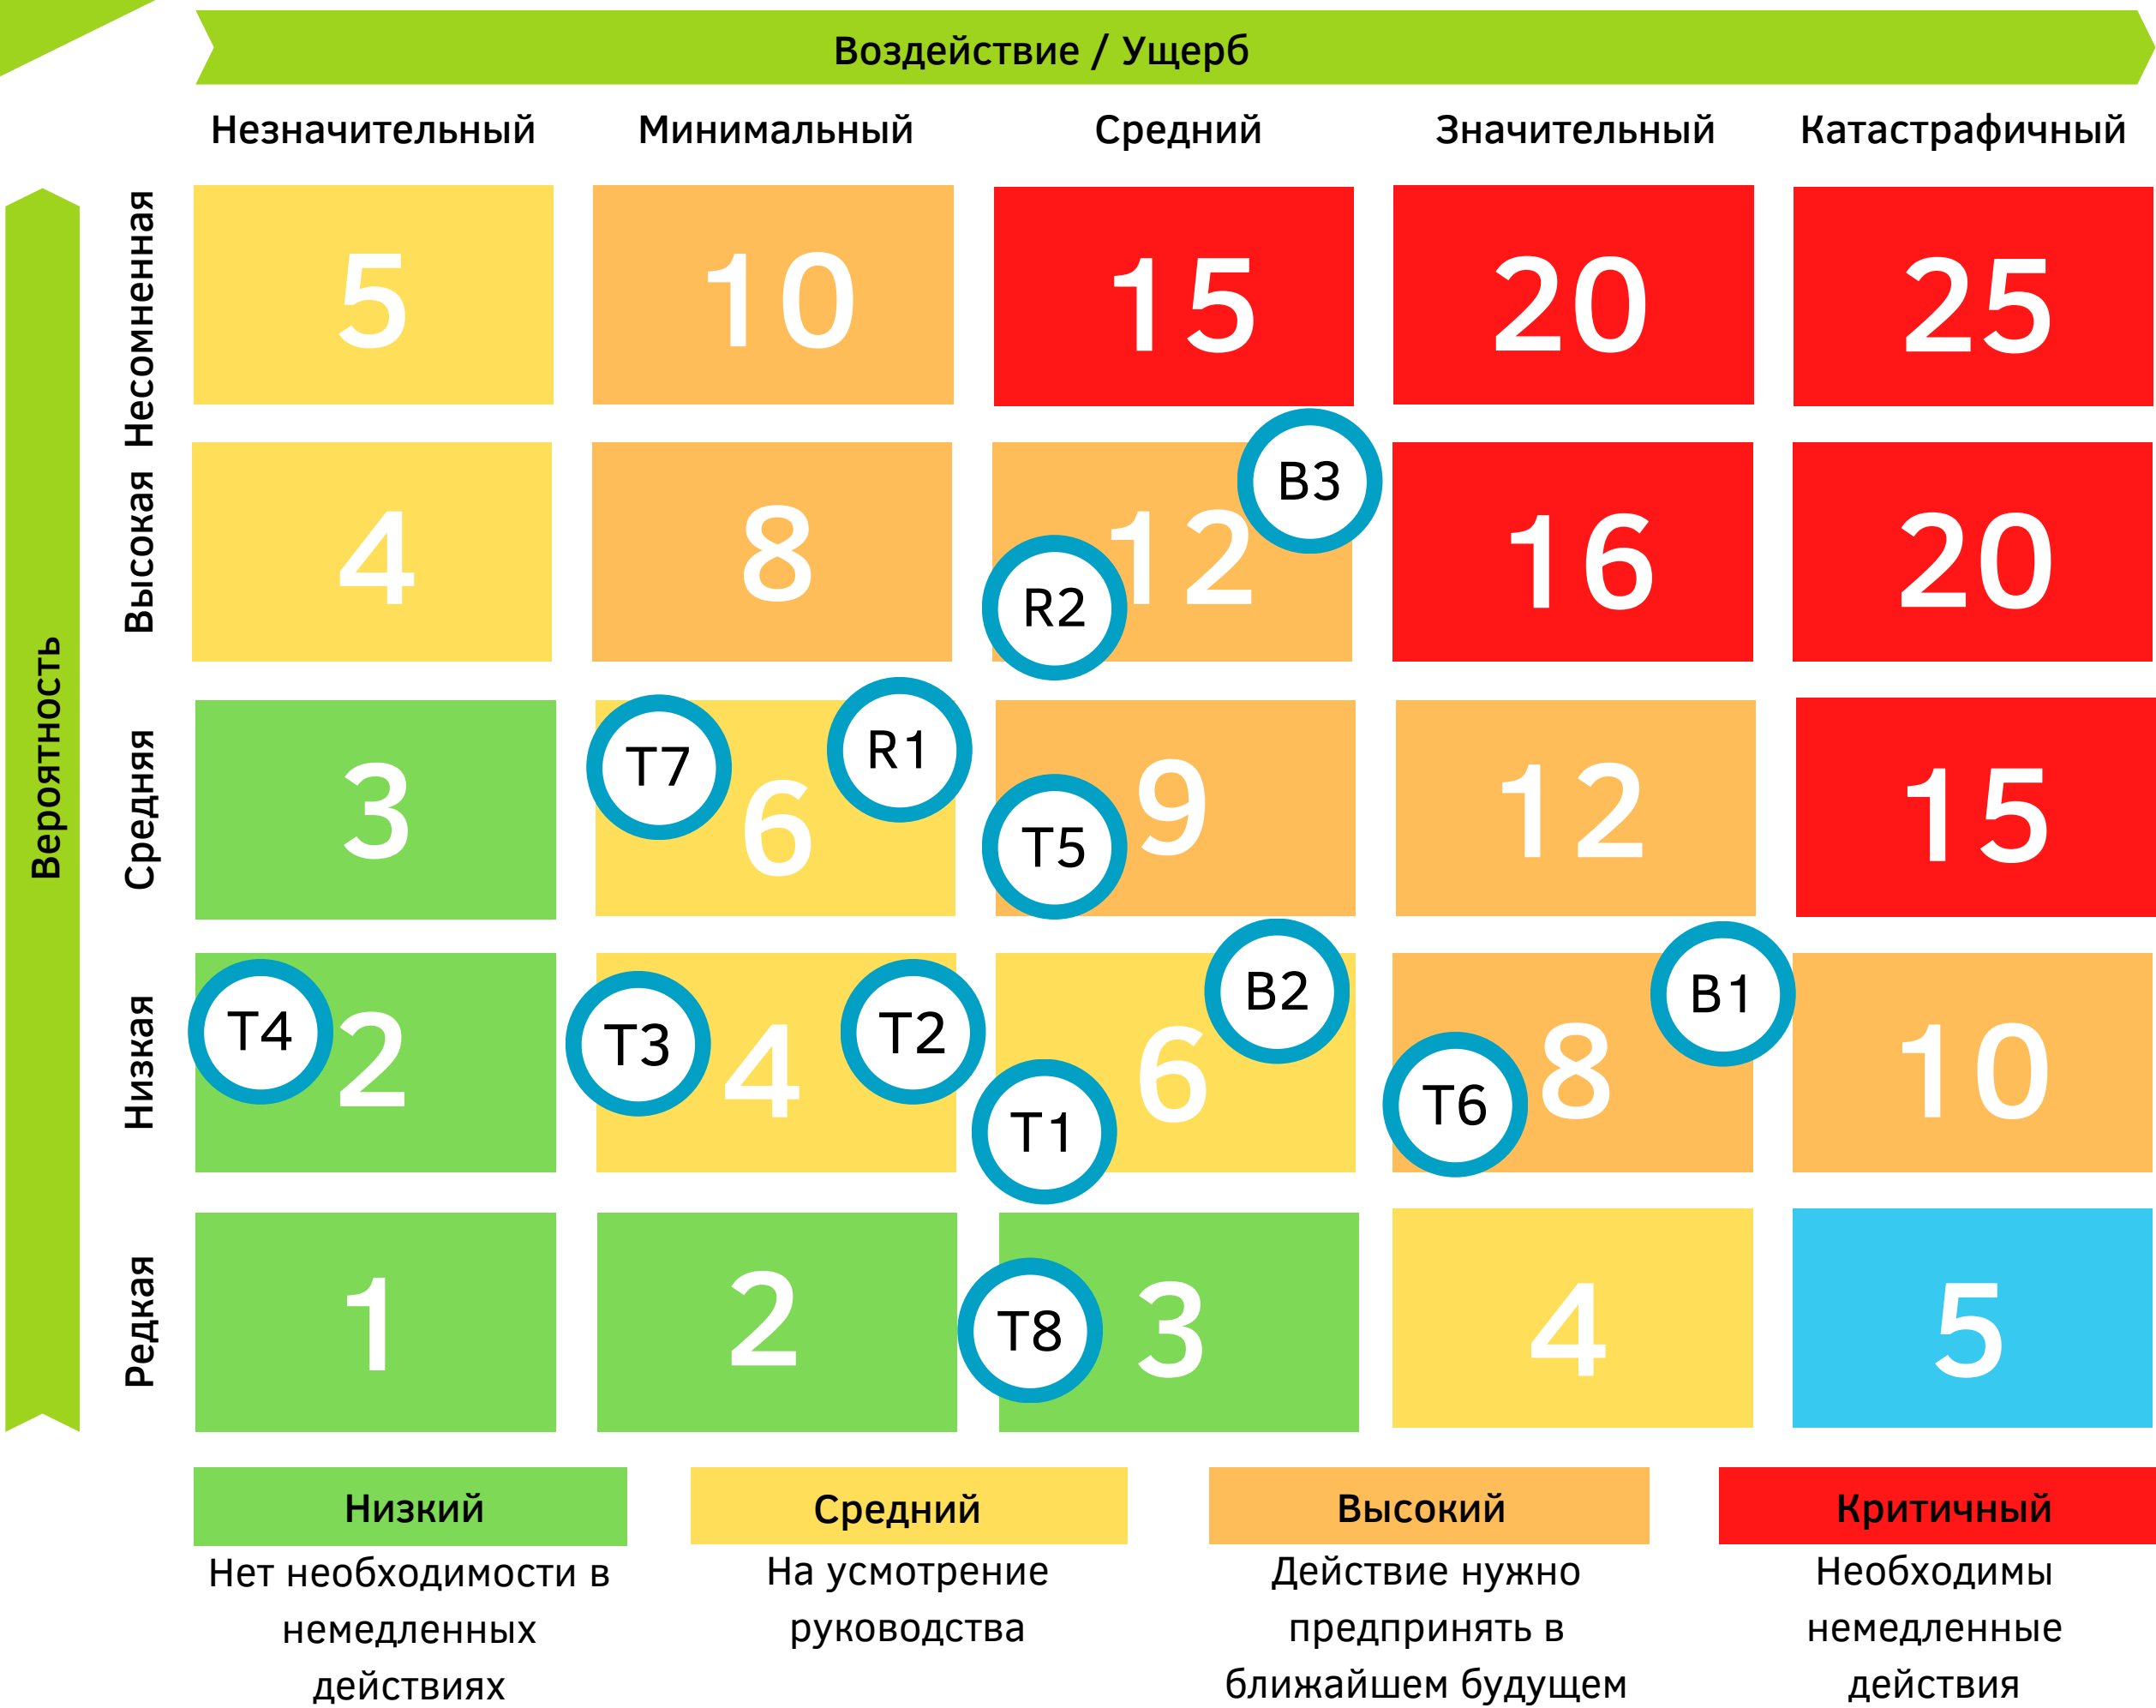 Воздействие / Ущерб
Незначительный Минимальный Средний Значительный Катастрафичный
Вероятность
Несомненная
5 10 15 20 25
B3
Высокая
4 8 12 16 20
R2
T7 R1
Средняя
3 6 9 12 15
T5
B2 B1
Низкая
T4 2 T3 4 T2 6 8 10
T1 T6
Редкая
1 2 T8 3 4 5
Низкий
Нет необходимости в
немедленных
действиях
Средний
На усмотрение
руководства
Высокий
Действие нужно
предпринять в
ближайшем будущем
Критичный
Необходимы
немедленные
действия